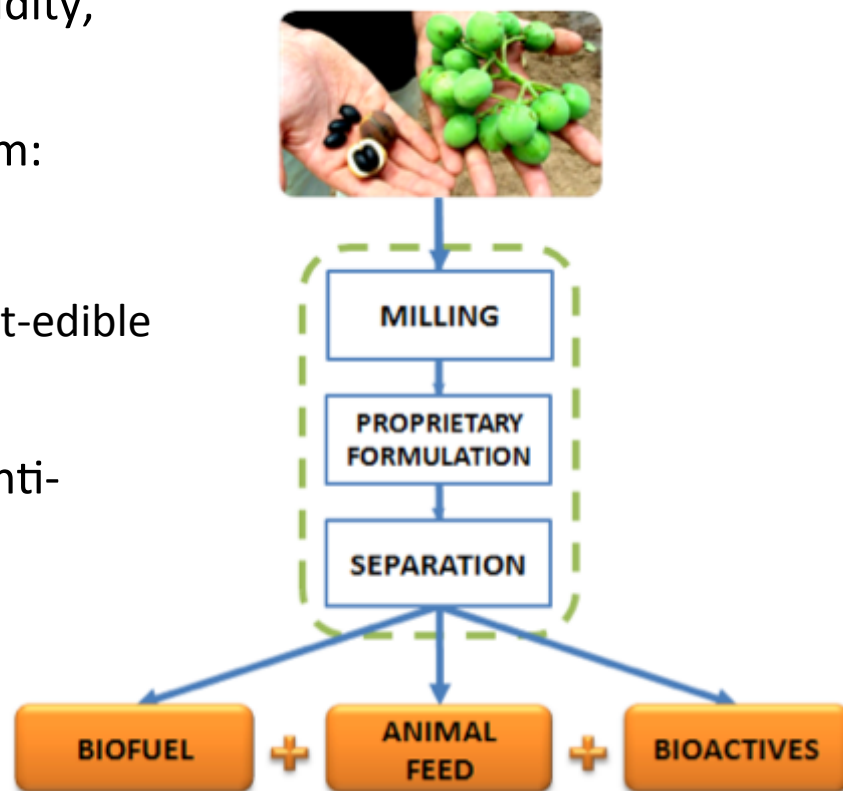 dity,
m:
t-edible
nti-
MILLING
PROPRIETARY
FORMULATION
SEPARATION
BIOFUEL
+
ANIMAL
FEED
+
BIOACTIVES